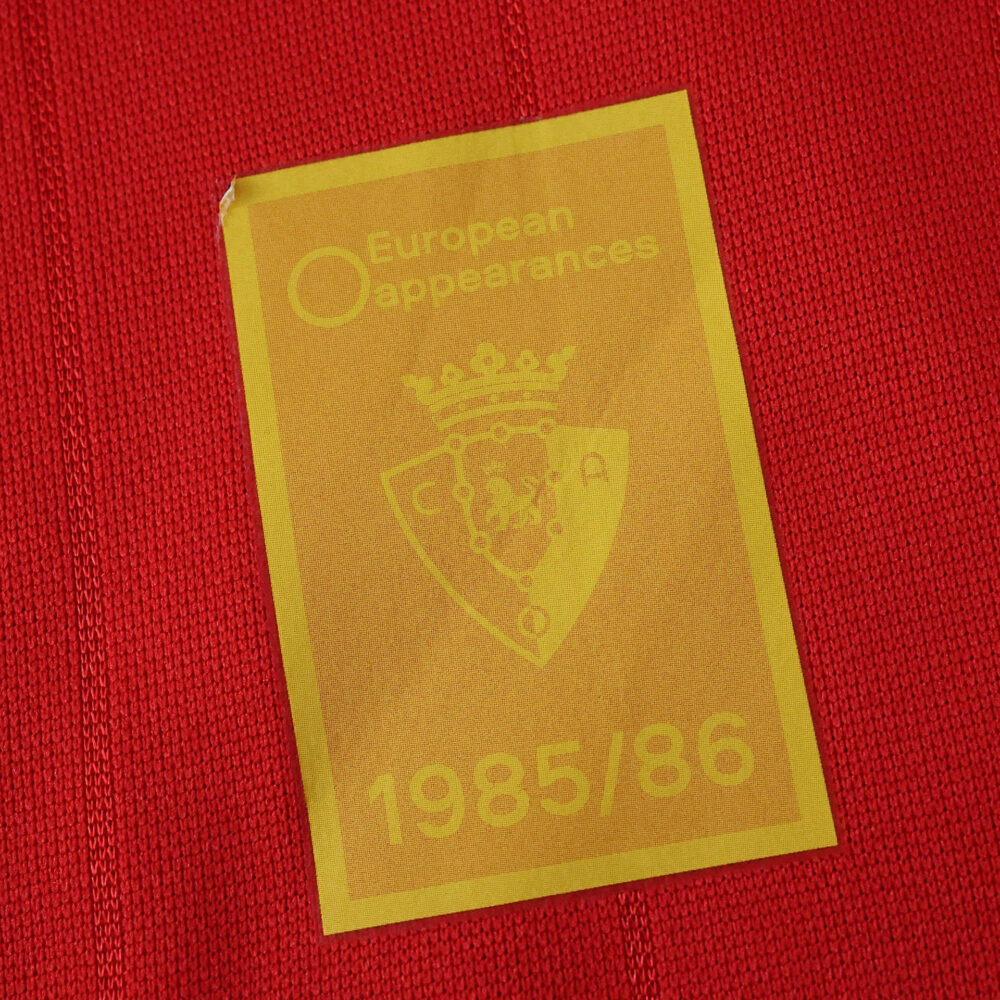 European
appearances
C A
O
1985/86